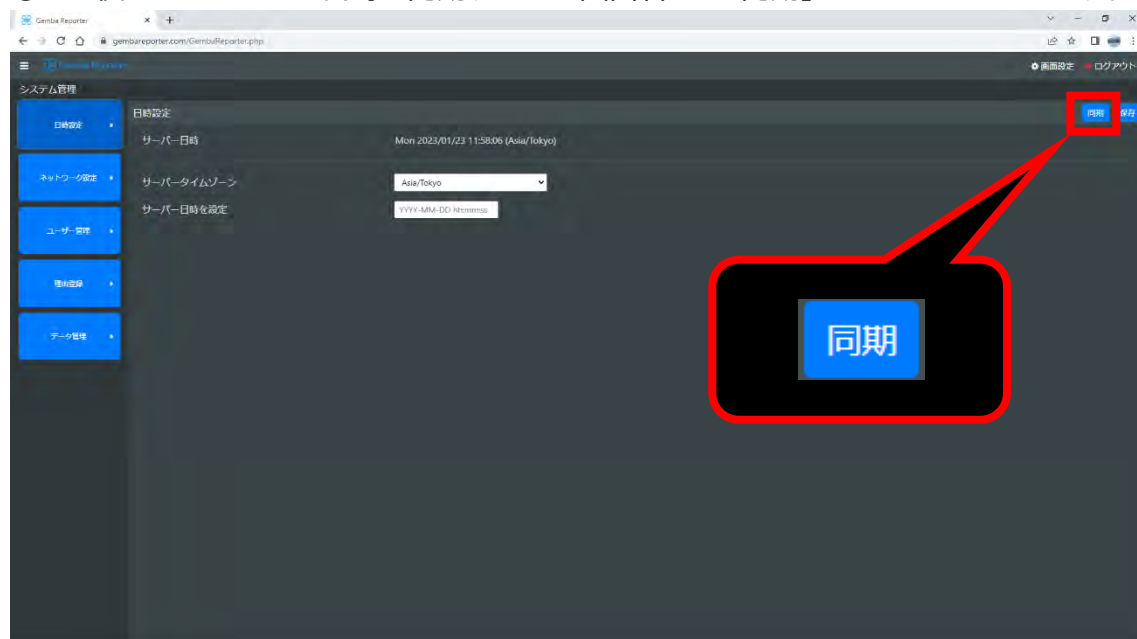 Gemba Reporter
gembareporter.com/GembaReporter.php
画面設定 ログアウト
システム管理
日時設定
ネットワーク設定
ユーザー管理
理由登録
データ管理
日時設定
同期 保存
サーバー日時 Mon 2023/01/23 11:58:06 (Asia/Tokyo)
サーバータイムゾーン Asia/Tokyo
サーバー日時を設定 YYYY-MM-DD hh:mm:ss
同期